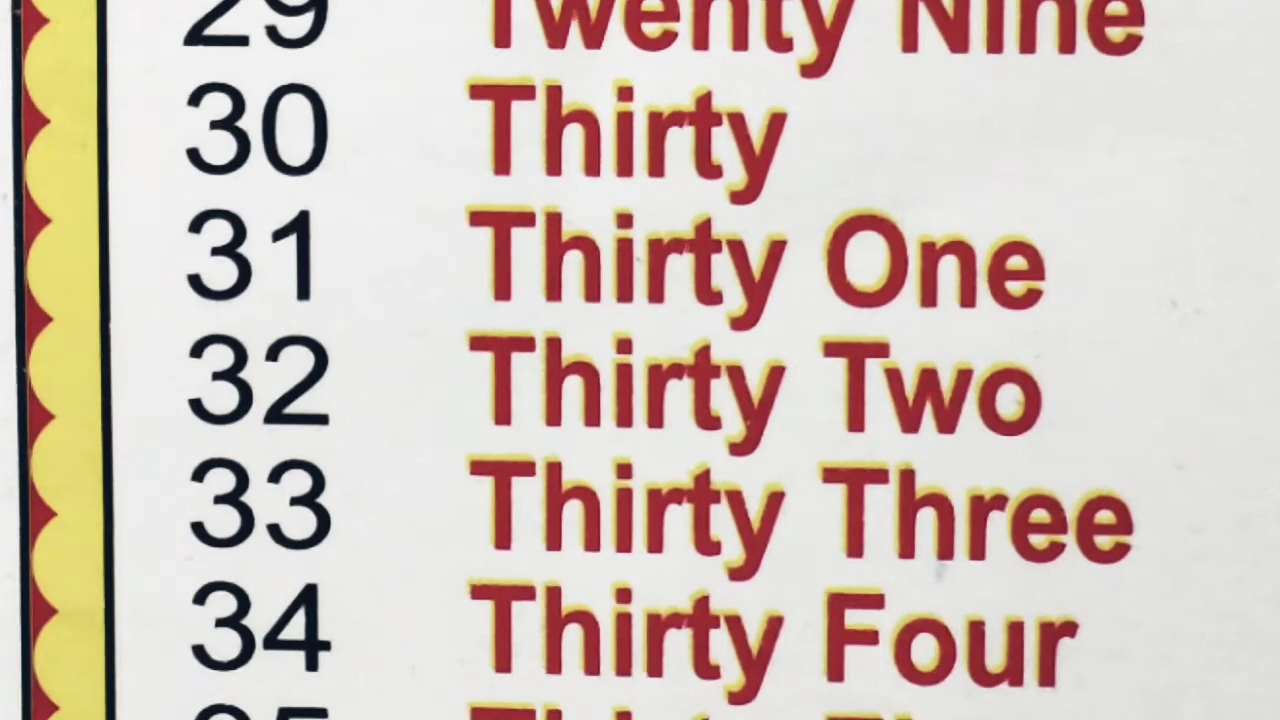 29 Twenty Nine
30 Thirty
31 Thirty One
32 Thirty Two
33 Thirty Three
34 Thirty Four